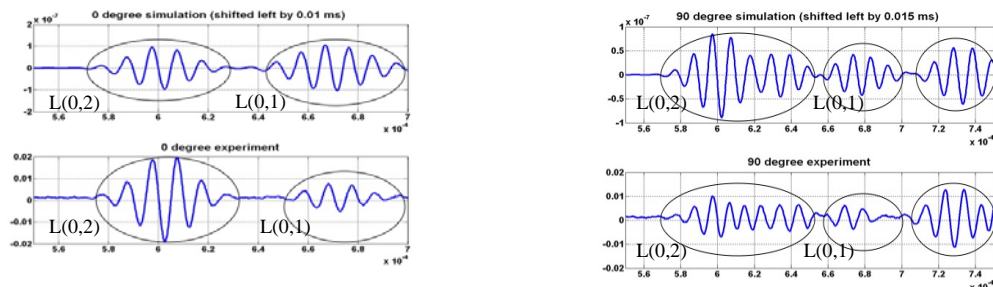 0 degree simulation (shifted left by 0.01 ms)
x 10⁻⁷
2
1
0
-1
-2
L(0,2)
L(0,1)
5.6 5.8 6 6.2 6.4 6.6 6.8 7
x 10⁻⁴
0 degree experiment
0.02
0.01
0
-0.01
-0.02
L(0,2)
L(0,1)
5.6 5.8 6 6.2 6.4 6.6 6.8 7
x 10⁻⁴
90 degree simulation (shifted left by 0.015 ms)
x 10⁻⁷
1
0.5
0
-0.5
-1
L(0,2)
L(0,1)
5.6 5.8 6 6.2 6.4 6.6 6.8 7 7.2 7.4
x 10⁻⁴
90 degree experiment
0.02
0.01
0
-0.01
-0.02
L(0,2)
L(0,1)
5.6 5.8 6 6.2 6.4 6.6 6.8 7 7.2 7.4
x 10⁻⁴